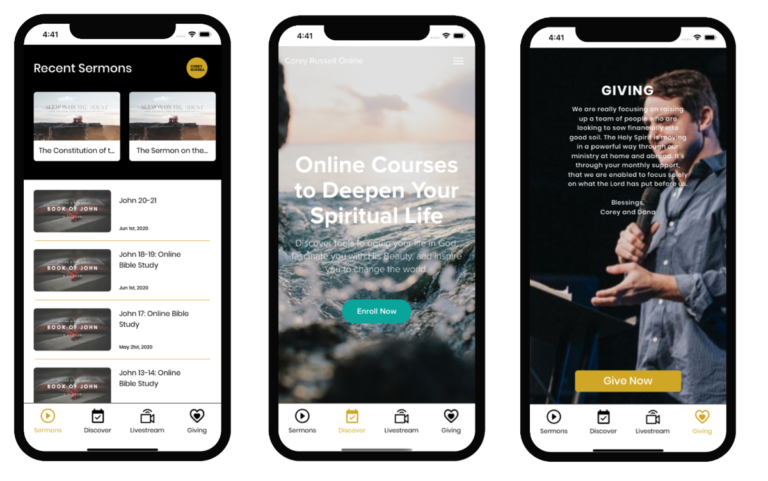 4:41
Recent Sermons
COREY
RUSSELL
SERMON ON THE MOUNT
SERMON ON THE MOUNT
The Constitution of t...
The Sermon on the...
BOOK OF JOHN
John 20-21
Jun 1st, 2020
BOOK OF JOHN
John 18-19: Online
Bible Study
Jun 1st, 2020
BOOK OF JOHN
John 17: Online Bible
Study
May 21st, 2020
BOOK OF JOHN
John 13-14: Online
Bible Study
Sermons
Discover
Livestream
Giving
4:41
Corey Russell Online
Online Courses
to Deepen Your
Spiritual Life
Discover tools to equip your life in God,
fascinate you with His Beauty, and inspire
you to change the world.
Enroll Now
Sermons
Discover
Livestream
Giving
4:41
GIVING
We are really focusing on raising
up a team of people who are
looking to sow financially into
good soil. The Holy Spirit is moving
in a powerful way through our
ministry at home and abroad. It's
through your monthly support,
that we are enabled to focus solely
on what the Lord has put before us.
Blessings,
Corey and Dana
Give Now
Sermons
Discover
Livestream
Giving